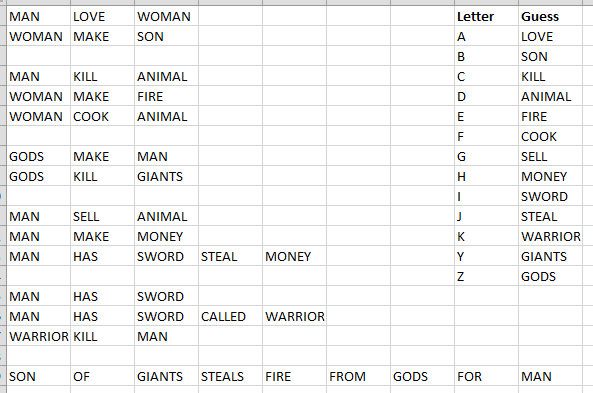 MAN LOVE WOMAN Letter Guess
WOMAN MAKE SON A LOVE
B SON
MAN KILL ANIMAL C KILL
WOMAN MAKE FIRE D ANIMAL
WOMAN COOK ANIMAL E FIRE
F COOK
GODS MAKE MAN G SELL
GODS KILL GIANTS H MONEY
I SWORD
MAN SELL ANIMAL J STEAL
MAN MAKE MONEY K WARRIOR
MAN HAS SWORD STEAL MONEY Y GIANTS
Z GODS
MAN HAS SWORD
MAN HAS SWORD CALLED WARRIOR
WARRIOR KILL MAN
SON OF GIANTS STEALS FIRE FROM GODS FOR MAN